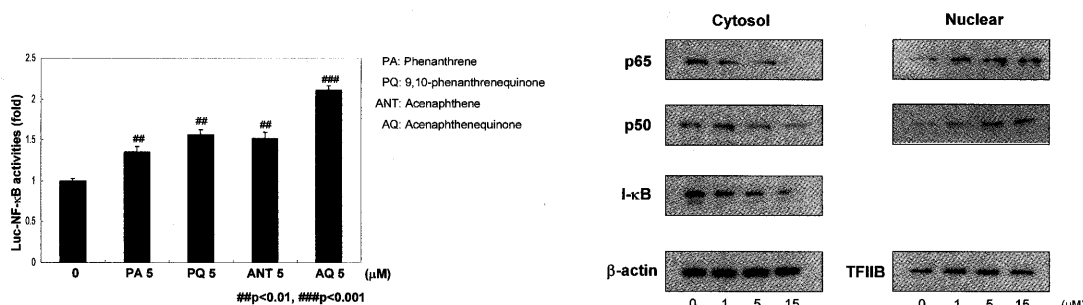 Luc-NF-κB activities (fold)
2.5
2
1.5
1
0.5
0
##
##
##
###
0 PA 5 PQ 5 ANT 5 AQ 5 (μM)
##p<0.01, ###p<0.001
PA: Phenanthrene
PQ: 9,10-phenanthrenequinone
ANT: Acenaphthene
AQ: Acenaphthenequinone
Cytosol Nuclear
p65
p50
I-κB
β-actin TFIIB
0 1 5 15 0 1 5 15 (μM)